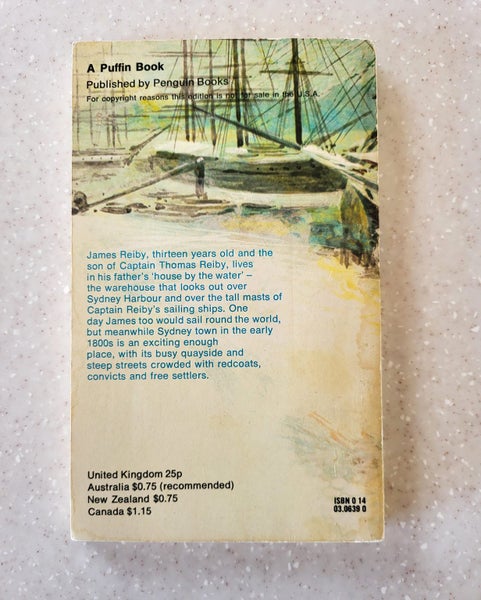 A Puffin Book
Published by Penguin Books
For copyright reasons this edition is not for sale in the U.S.A.
James Reiby, thirteen years old and the
son of Captain Thomas Reiby, lives
in his father's 'house by the water' –
the warehouse that looks out over
Sydney Harbour and over the tall masts of
Captain Reiby's sailing ships. One
day James too would sail round the world,
but meanwhile Sydney town in the early
1800s is an exciting enough
place, with its busy quayside and
steep streets crowded with redcoats,
convicts and free settlers.
United Kingdom 25p
Australia $0.75 (recommended)
New Zealand $0.75
Canada $1.15
ISBN 0 14
03.0639 0